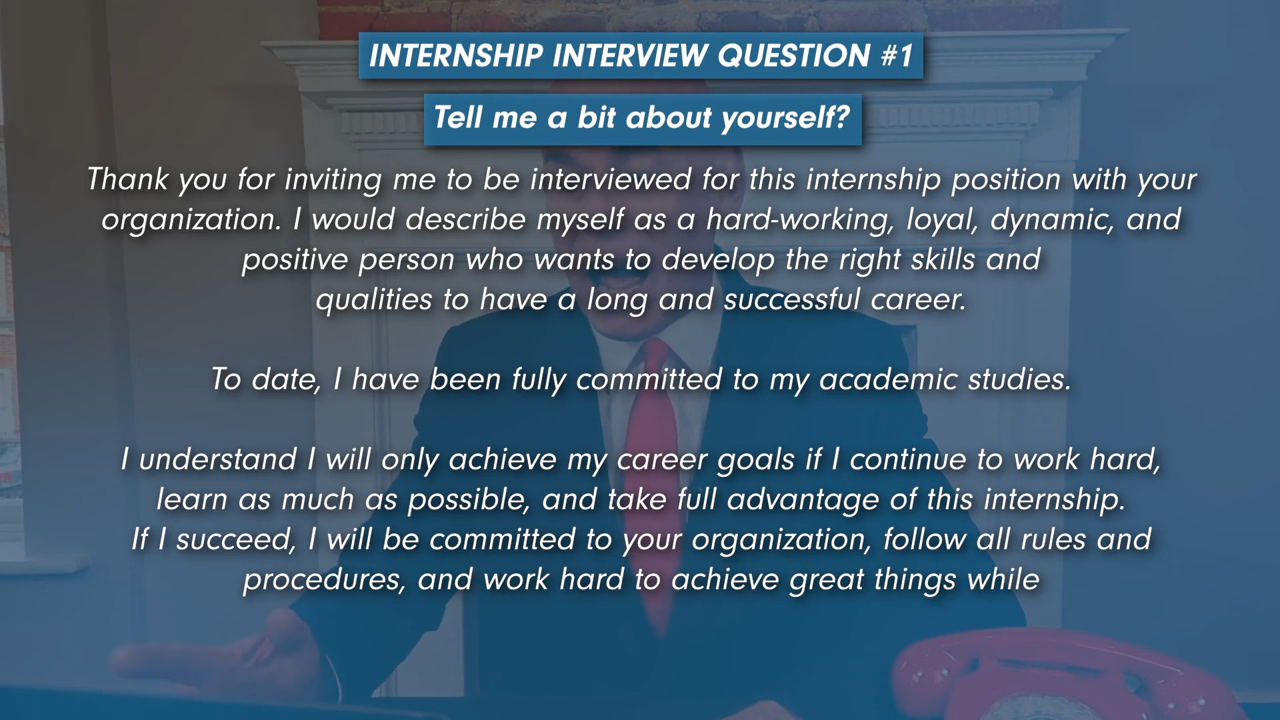 INTERNSHIP INTERVIEW QUESTION #1
Tell me a bit about yourself?
Thank you for inviting me to be interviewed for this internship position with your
organization. I would describe myself as a hard-working, loyal, dynamic, and
positive person who wants to develop the right skills and
qualities to have a long and successful career.
To date, I have been fully committed to my academic studies.
I understand I will only achieve my career goals if I continue to work hard,
learn as much as possible, and take full advantage of this internship.
If I succeed, I will be committed to your organization, follow all rules and
procedures, and work hard to achieve great things while